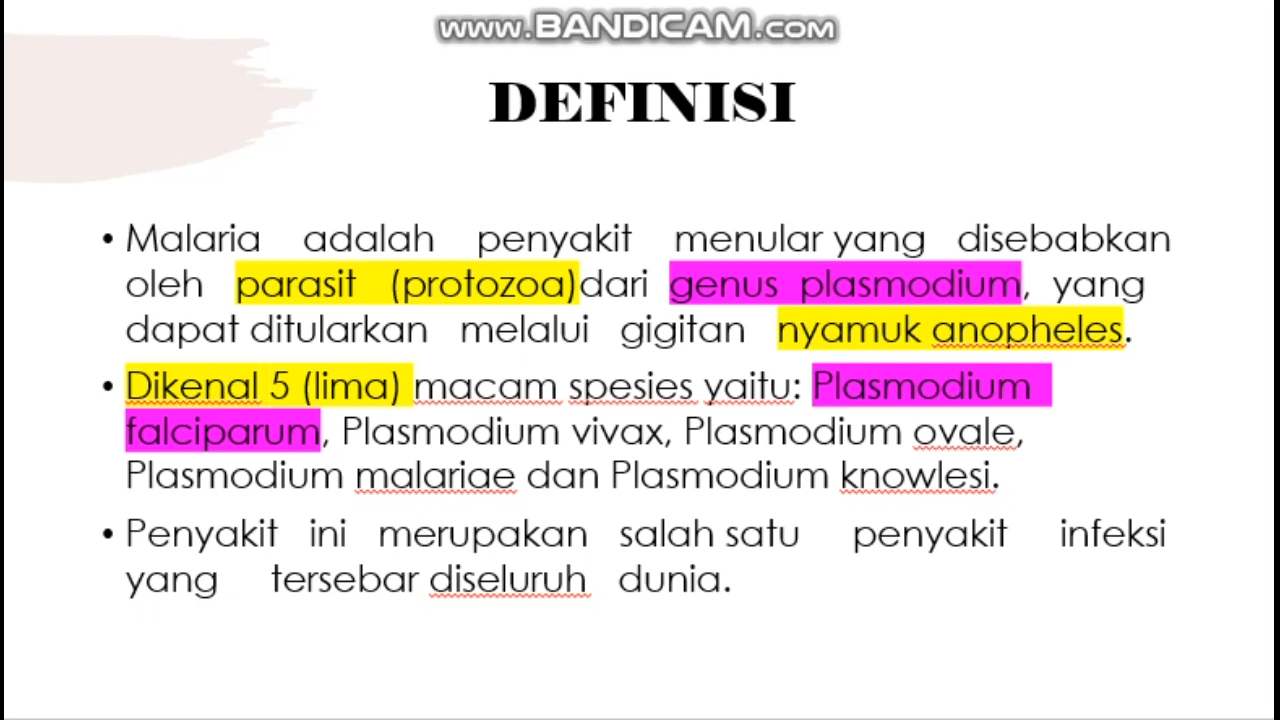 www.BANDICAM.com
DEFINISI
• Malaria adalah penyakit menular yang disebabkan
oleh parasit (protozoa)dari genus plasmodium, yang
dapat ditularkan melalui gigitan nyamuk anopheles.
• Dikenal 5 (lima) macam spesies yaitu: Plasmodium
falciparum, Plasmodium vivax, Plasmodium ovale,
Plasmodium malariae dan Plasmodium knowlesi.
• Penyakit ini merupakan salah satu penyakit infeksi
yang tersebar diseluruh dunia.